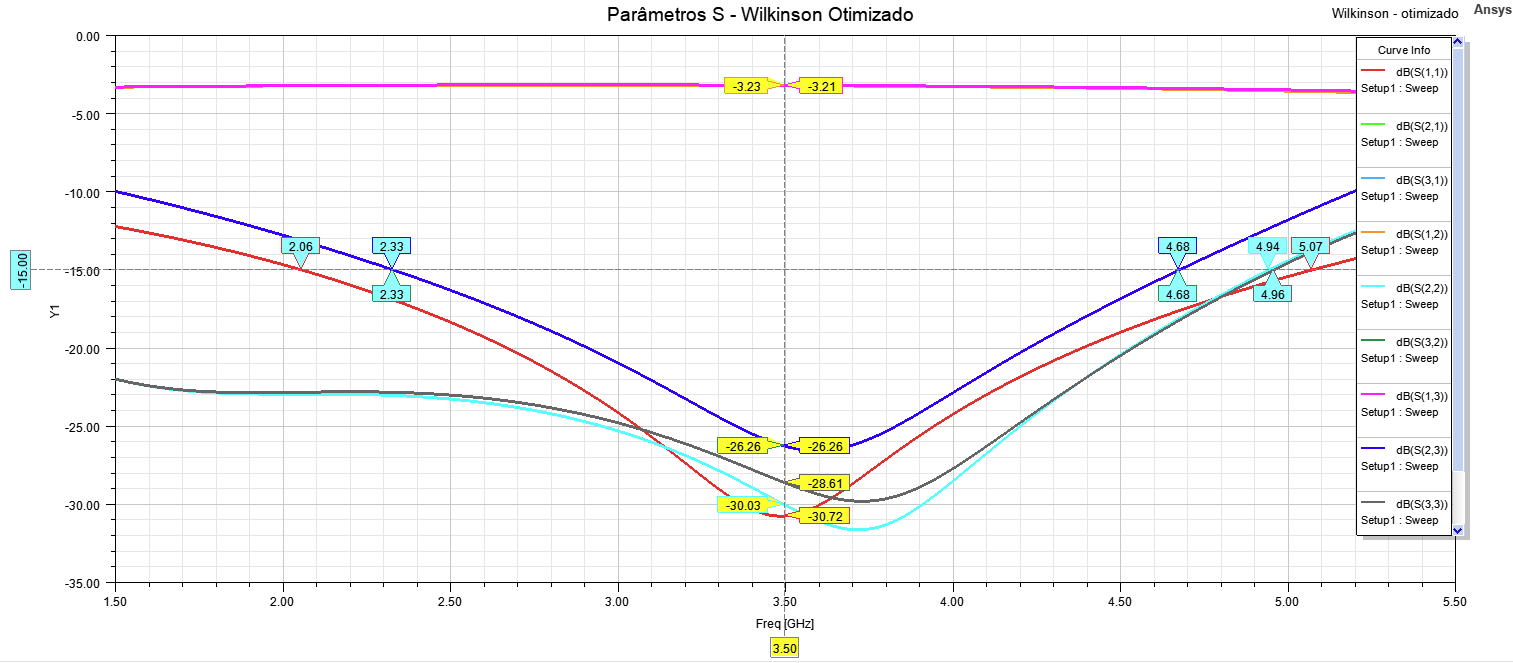 Parâmetros S - Wilkinson Otimizado
Wilkinson - otimizado
Ansys
0.00
-5.00
-10.00
-15.00
-20.00
-25.00
-30.00
-35.00
-15.00
Y1
-3.23
-3.21
2.06
2.33
4.68
4.94
5.07
2.33
4.68
4.96
-26.26
-26.26
-28.61
-30.03
-30.72
Curve Info
dB(S(1,1))
Setup1 : Sweep
dB(S(2,1))
Setup1 : Sweep
dB(S(3,1))
Setup1 : Sweep
dB(S(1,2))
Setup1 : Sweep
dB(S(2,2))
Setup1 : Sweep
dB(S(3,2))
Setup1 : Sweep
dB(S(1,3))
Setup1 : Sweep
dB(S(2,3))
Setup1 : Sweep
dB(S(3,3))
Setup1 : Sweep
1.50
2.00
2.50
3.00
3.50
4.00
4.50
5.00
5.50
Freq [GHz]
3.50